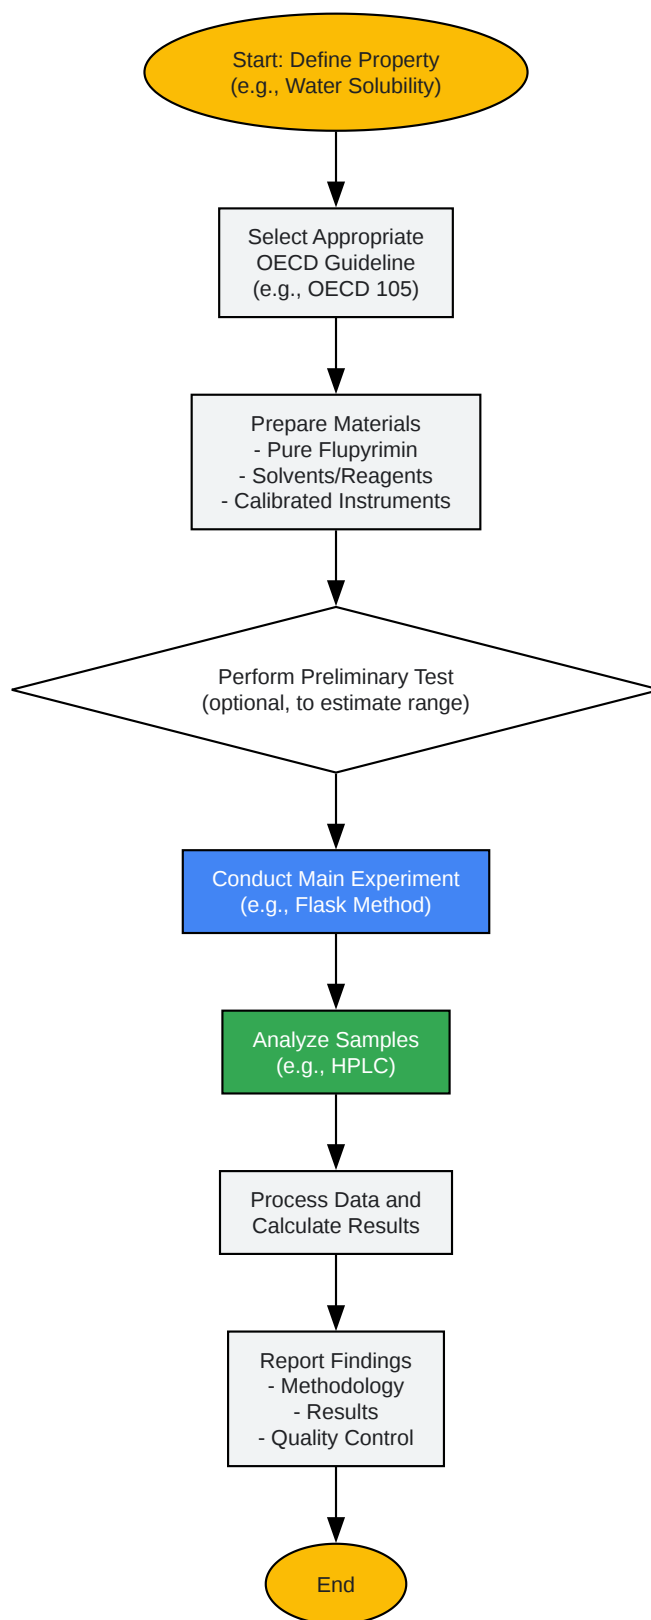 Start: Define Property
(e.g., Water Solubility)
Select Appropriate
OECD Guideline
(e.g., OECD 105)
Prepare Materials
- Pure Flupyrimin
- Solvents/Reagents
- Calibrated Instruments
Perform Preliminary Test
(optional, to estimate range)
Conduct Main Experiment
(e.g., Flask Method)
Analyze Samples
(e.g., HPLC)
Process Data and
Calculate Results
Report Findings
- Methodology
- Results
- Quality Control
End